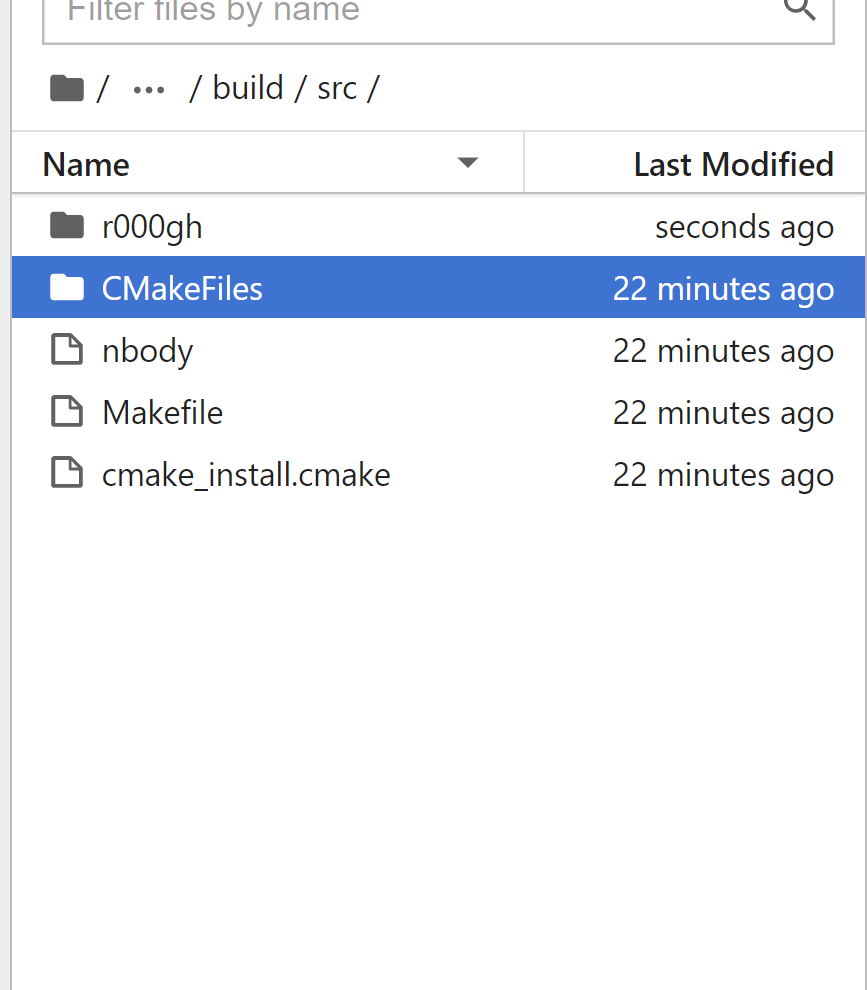 Filter files by name
/ ... / build / src /
Name Last Modified
r000gh seconds ago
CMakeFiles 22 minutes ago
nbody 22 minutes ago
Makefile 22 minutes ago
cmake_install.cmake 22 minutes ago